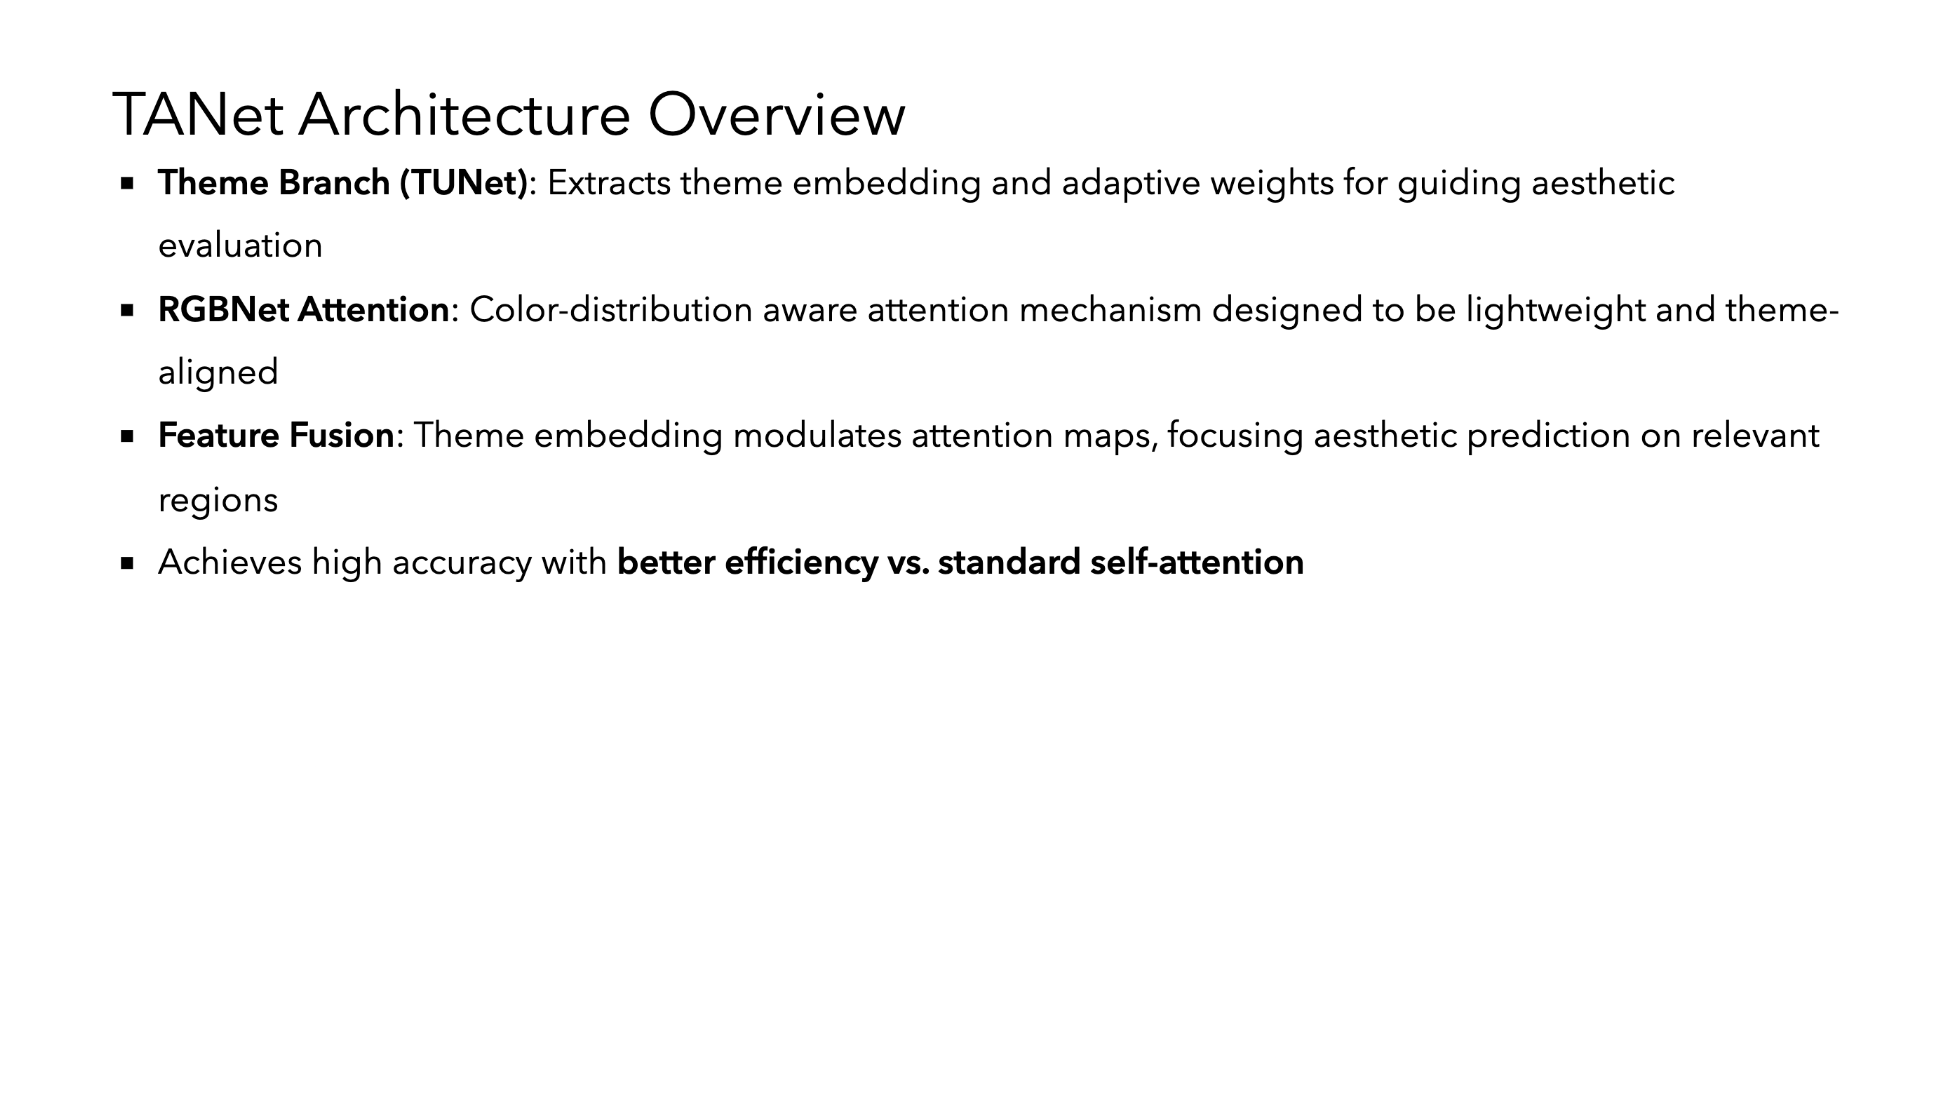 TANet Architecture Overview
▪ Theme Branch (TUNet): Extracts theme embedding and adaptive weights for guiding aesthetic
evaluation
▪ RGBNet Attention: Color-distribution aware attention mechanism designed to be lightweight and theme-
aligned
▪ Feature Fusion: Theme embedding modulates attention maps, focusing aesthetic prediction on relevant
regions
▪ Achieves high accuracy with better efficiency vs. standard self-attention